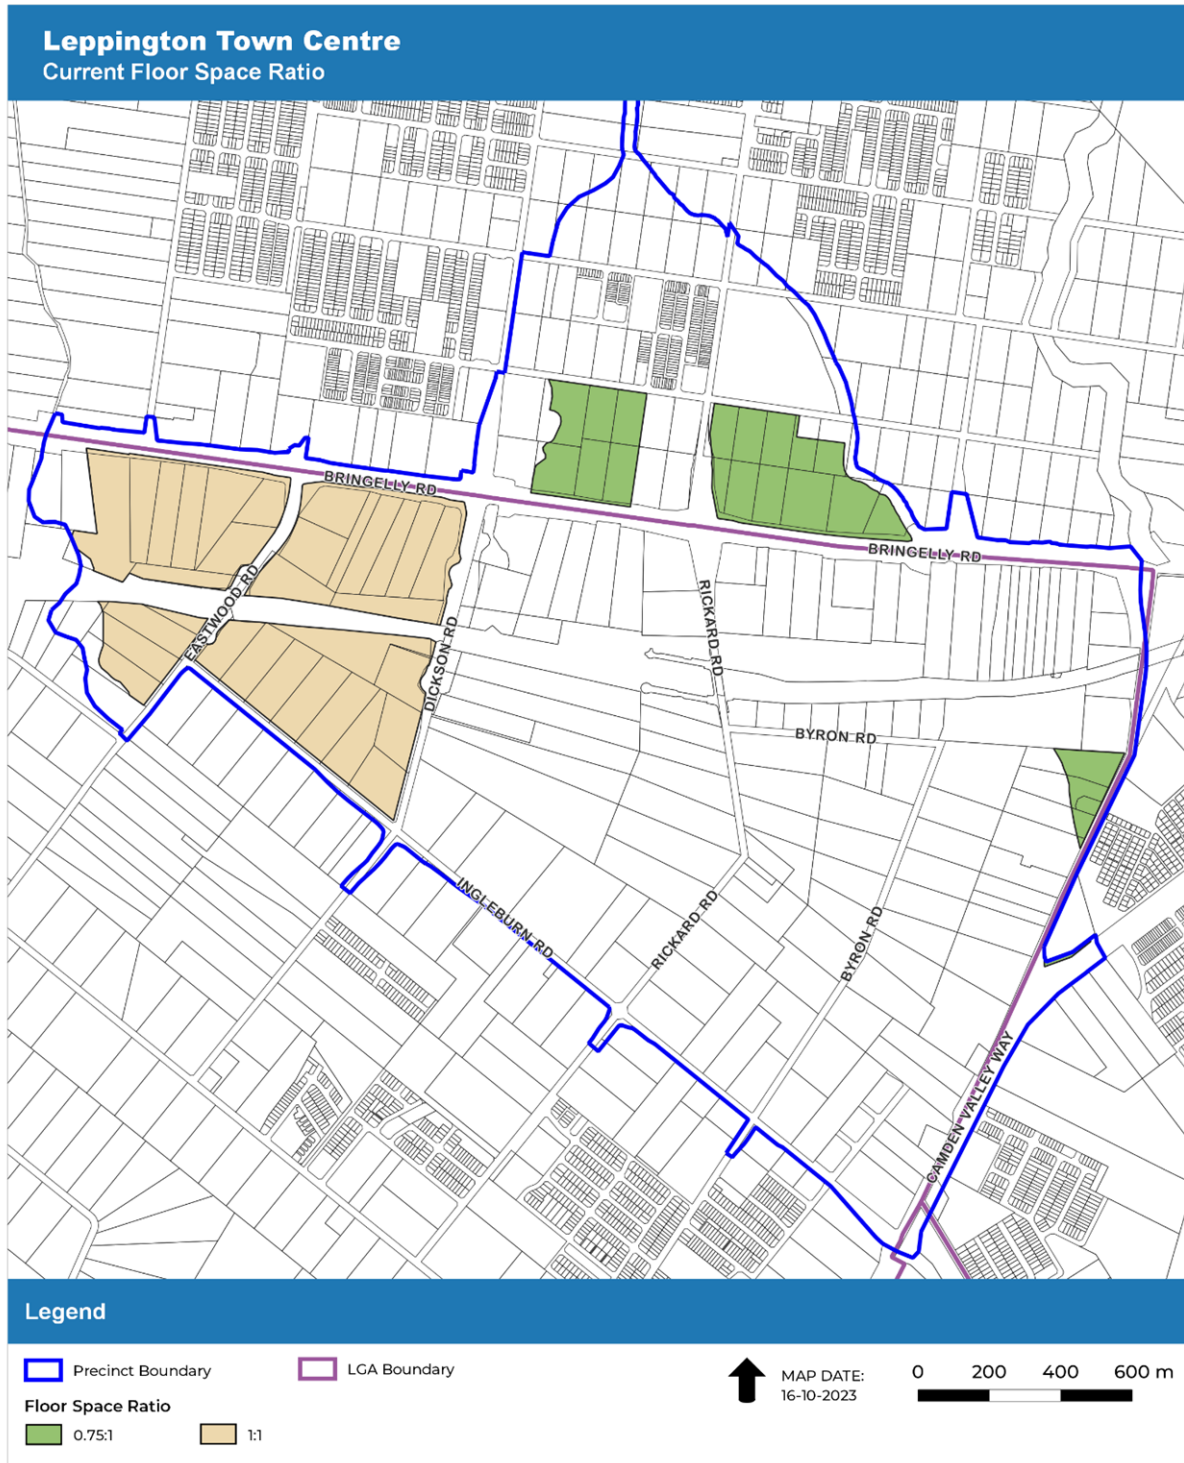 Leppington Town Centre
Current Floor Space Ratio
BRINGELLY RD
BRINGELLY RD
EASTWOOD RD
DICKSON RD
RICKARD RD
BYRON RD
INGLEBURN RD
RICKARD RD
BYRON RD
CAMDEN VALLEY WAY
Legend
Precinct Boundary
LGA Boundary
MAP DATE:
16-10-2023
0 200 400 600 m
Floor Space Ratio
0.75:1
1:1